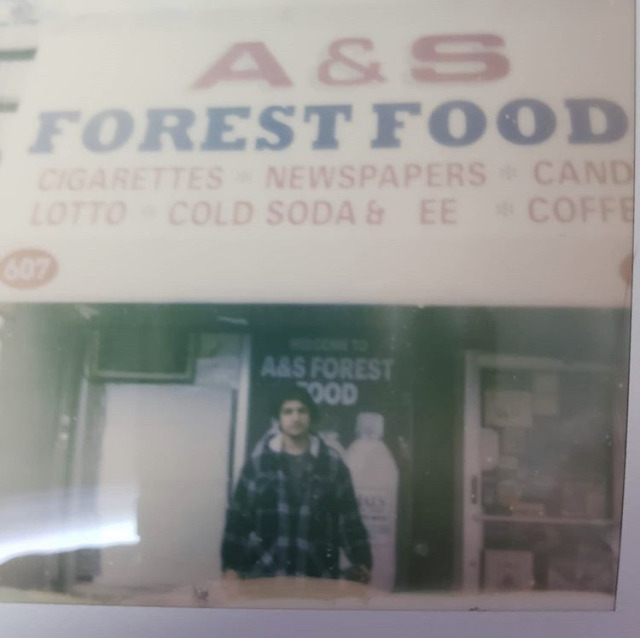 A & S
FOREST FOOD
CIGARETTES * NEWSPAPERS * CAND
LOTTO * COLD SODA & EE * COFFE
607
WELCOME TO
A&S FOREST
FOOD